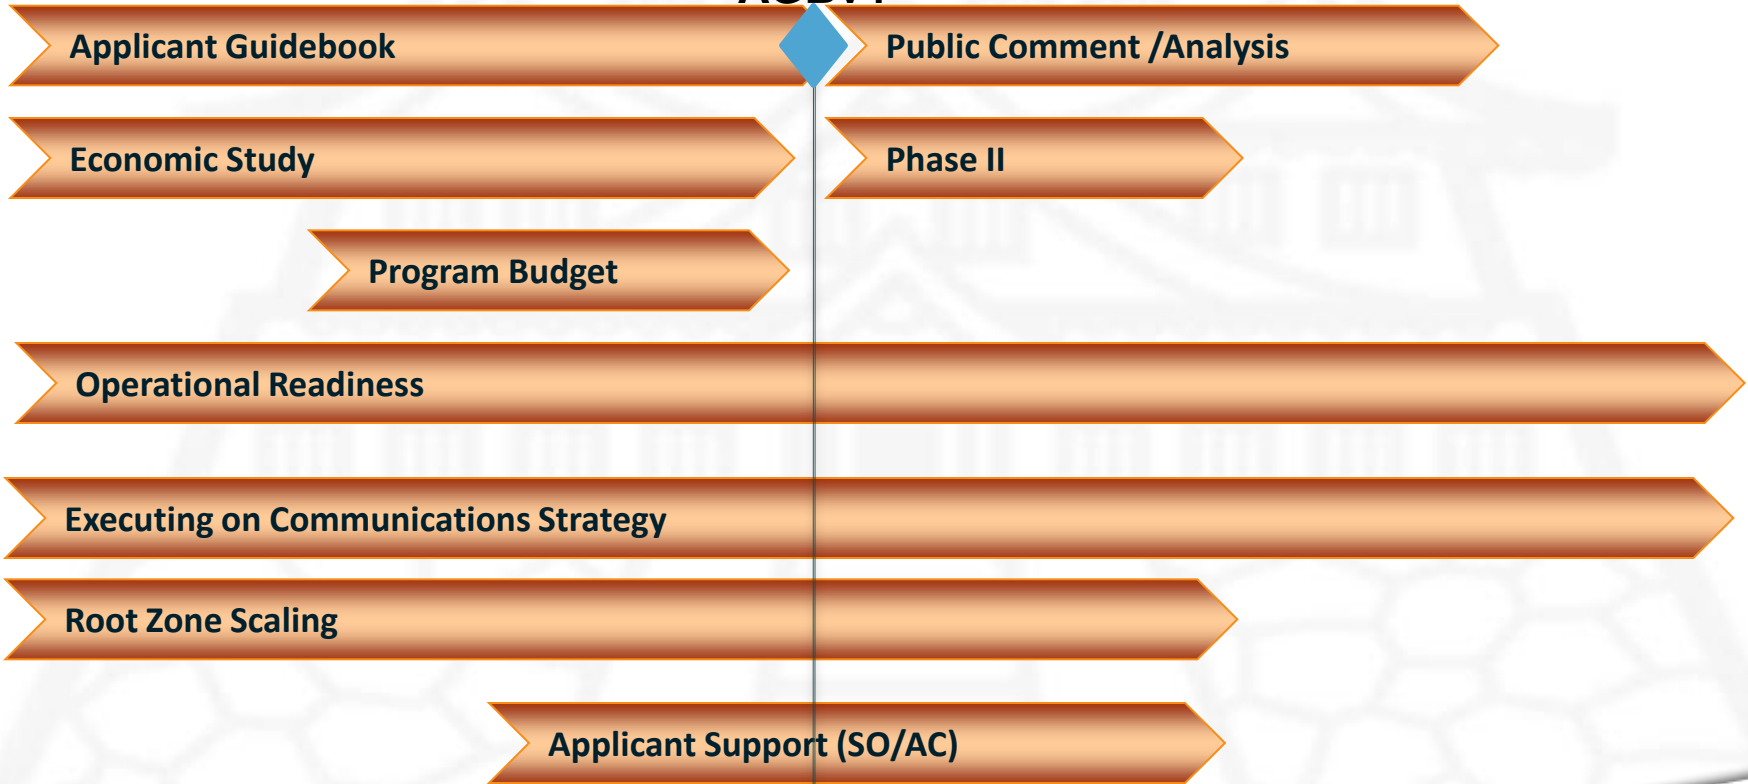 Applicant Guidebook
Public Comment /Analysis
Economic Study
Phase II
Program Budget
Operational Readiness
Executing on Communications Strategy
Root Zone Scaling
Applicant Support (SO/AC)